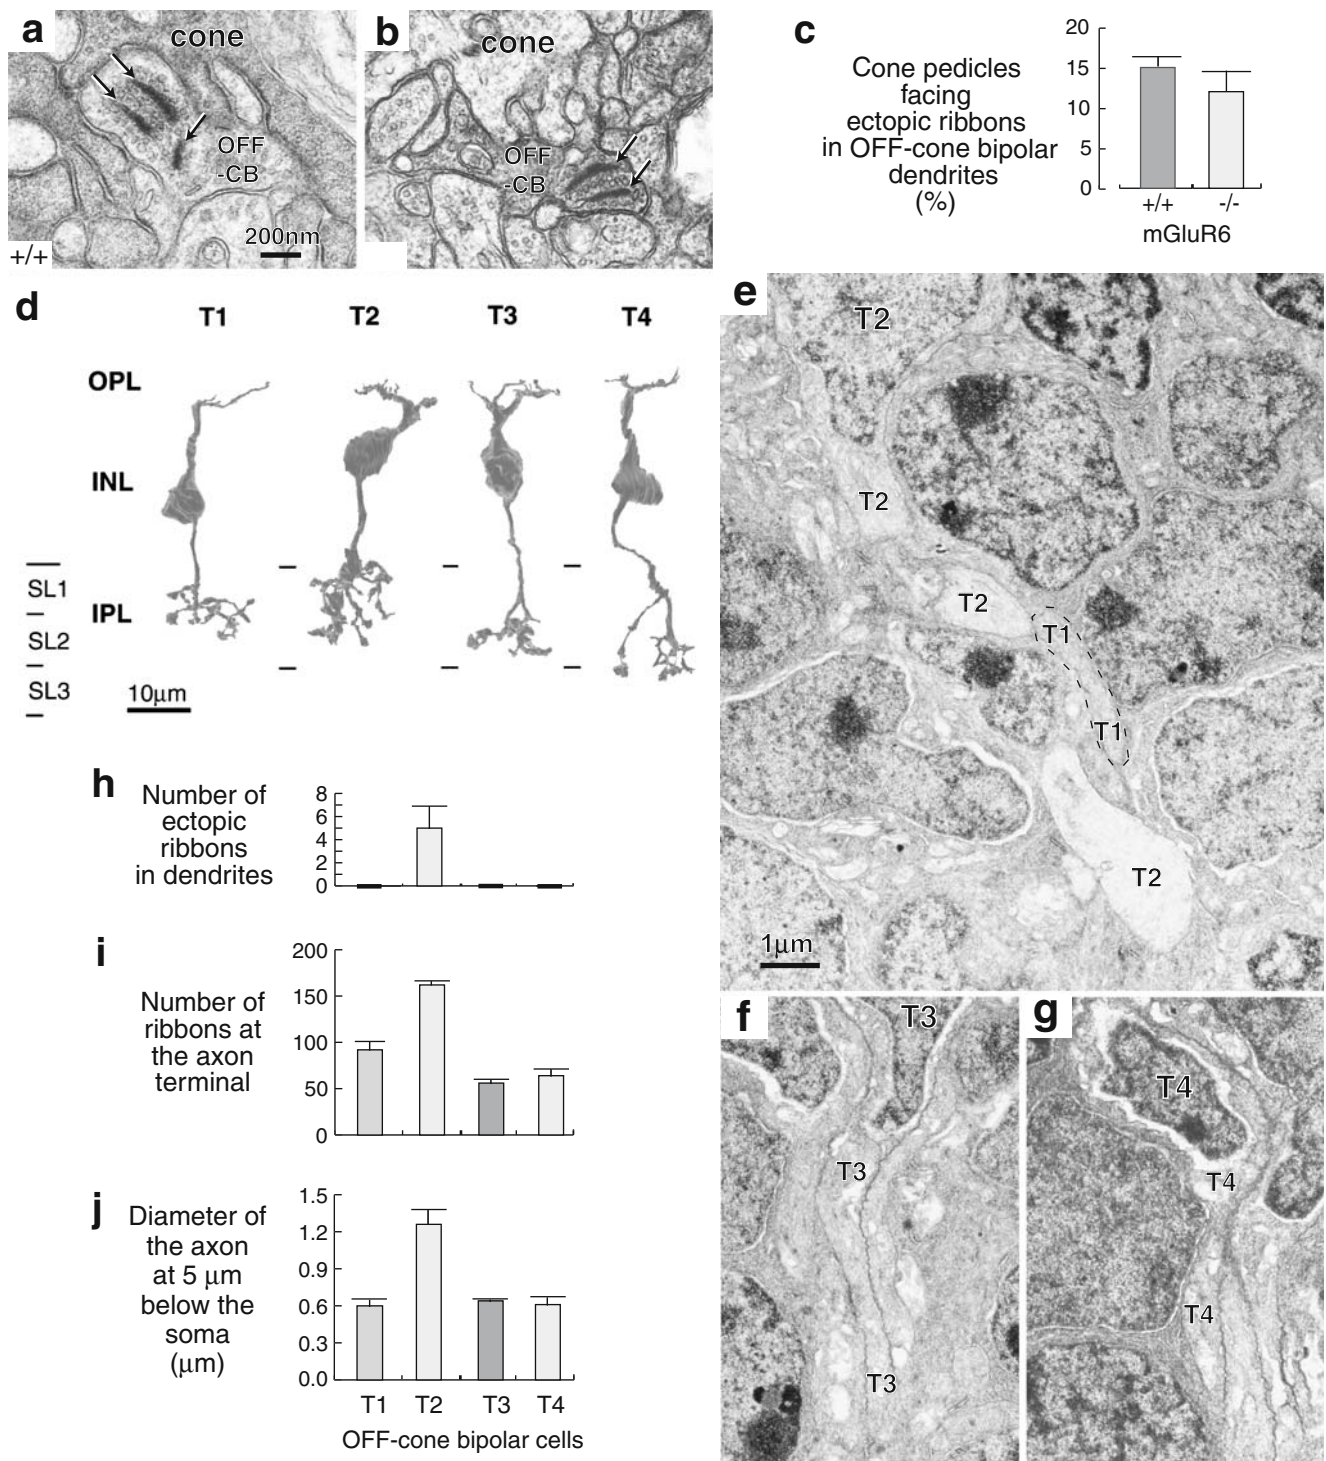 a
cone
OFF
-CB
200nm
+/+
b
cone
OFF
-CB
c
Cone pedicles
facing
ectopic ribbons
in OFF-cone bipolar
dendrites
(%)
20
15
10
5
0
+/+ -/-
mGluR6
d
T1 T2 T3 T4
OPL
INL
IPL
SL1
SL2
SL3
10µm
e
T2
T2
T2
T1
T1
T2
1µm
f
T3
T3
T3
g
T4
T4
T4
h
Number of
ectopic
ribbons
in dendrites
8
6
4
2
0
i
Number of
ribbons at
the axon
terminal
200
150
100
50
0
j
Diameter of
the axon
at 5 µm
below the
soma
(µm)
1.5
1.2
0.9
0.6
0.3
0.0
T1 T2 T3 T4
OFF-cone bipolar cells